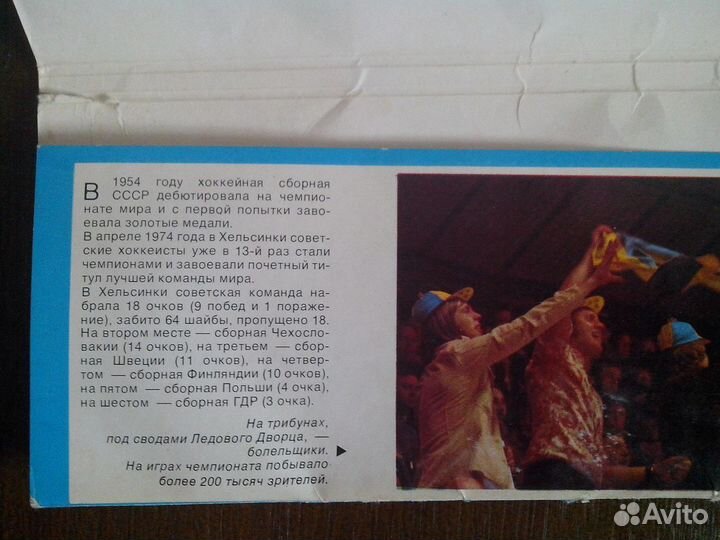 В 1954 году хоккейная сборная
СССР дебютировала на чемпио-
нате мира и с первой попытки заво-
евала золотые медали.
В апреле 1974 года в Хельсинки совет-
ские хоккеисты уже в 13-й раз стали
чемпионами и завоевали почетный ти-
тул лучшей команды мира.
В Хельсинки советская команда на-
брала 18 очков (9 побед и 1 пораже-
ние), забито 64 шайбы, пропущено 18.
На втором месте — сборная Чехосло-
вакии (14 очков), на третьем — сбор-
ная Швеции (11 очков), на четвер-
том — сборная Финляндии (10 очков),
на пятом — сборная Польши (4 очка),
на шестом — сборная ГДР (3 очка).
На трибунах,
под сводами Ледового Дворца, —
болельщики.
На играх чемпионата побывало
более 200 тысяч зрителей.
Avito